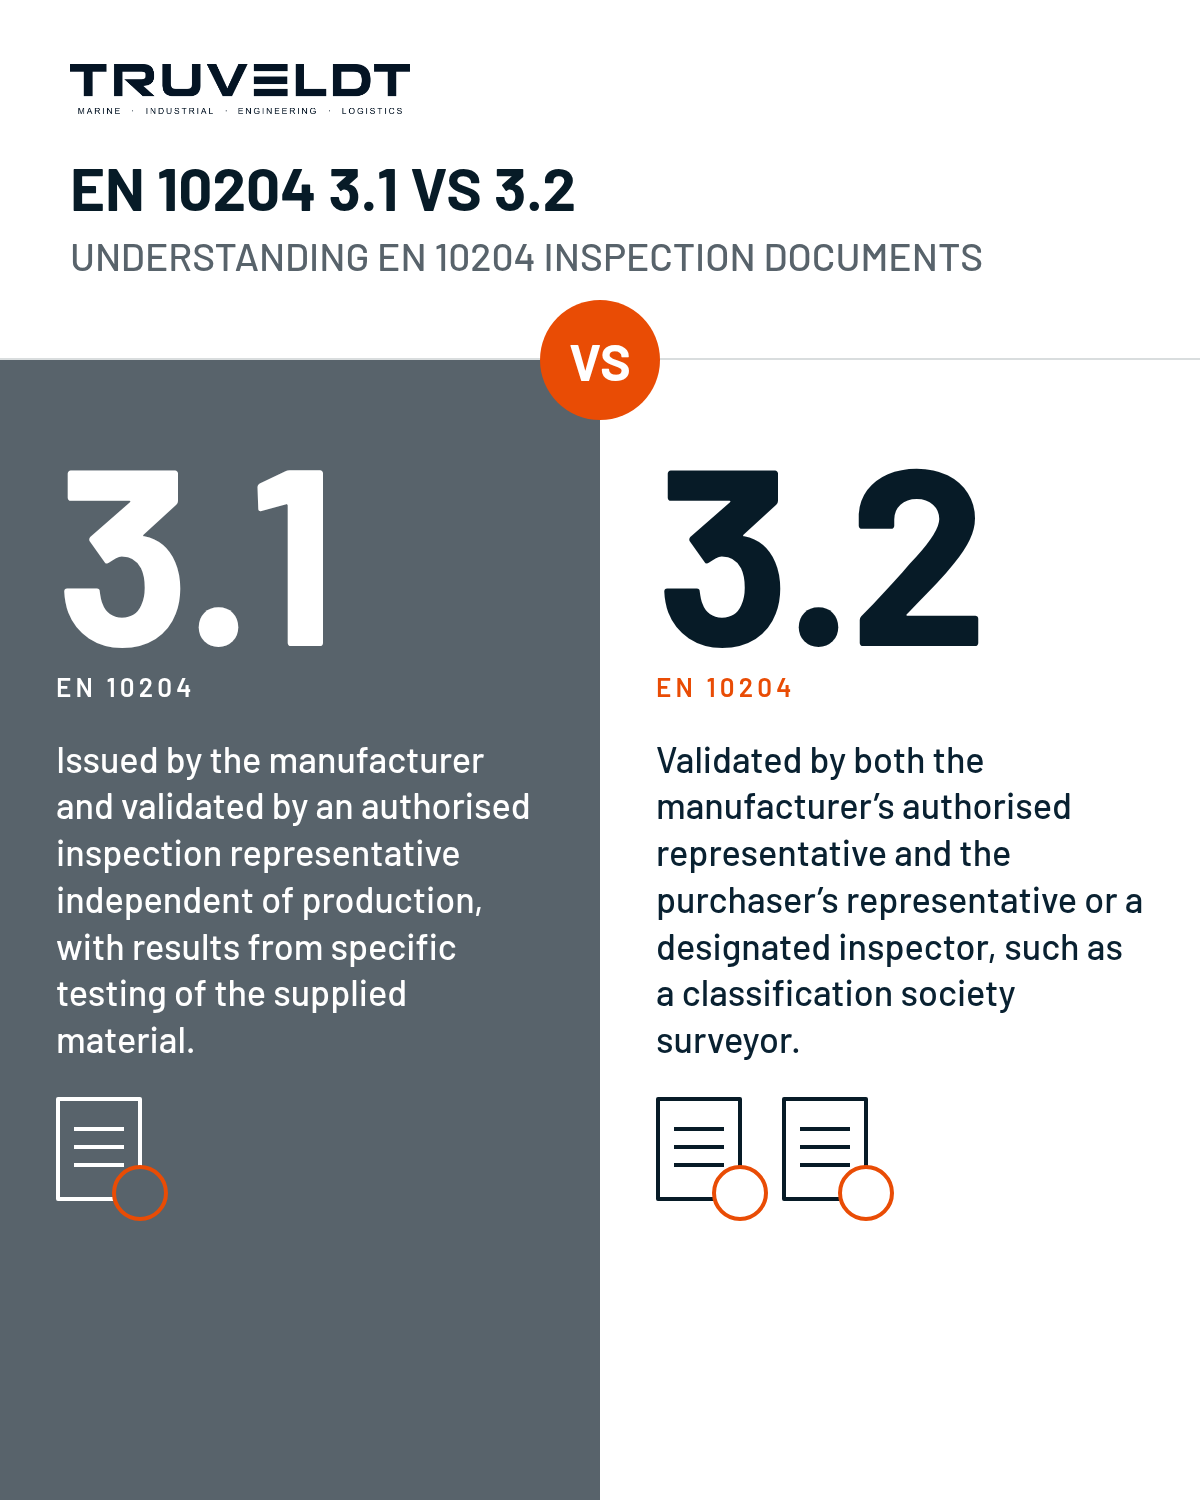 TRUVELDT
MARINE · INDUSTRIAL · ENGINEERING · LOGISTICS
EN 10204 3.1 VS 3.2
UNDERSTANDING EN 10204 INSPECTION DOCUMENTS
VS
3.1
EN 10204
Issued by the manufacturer
and validated by an authorised
inspection representative
independent of production,
with results from specific
testing of the supplied
material.
3.2
EN 10204
Validated by both the
manufacturer’s authorised
representative and the
purchaser’s representative or a
designated inspector, such as
a classification society
surveyor.